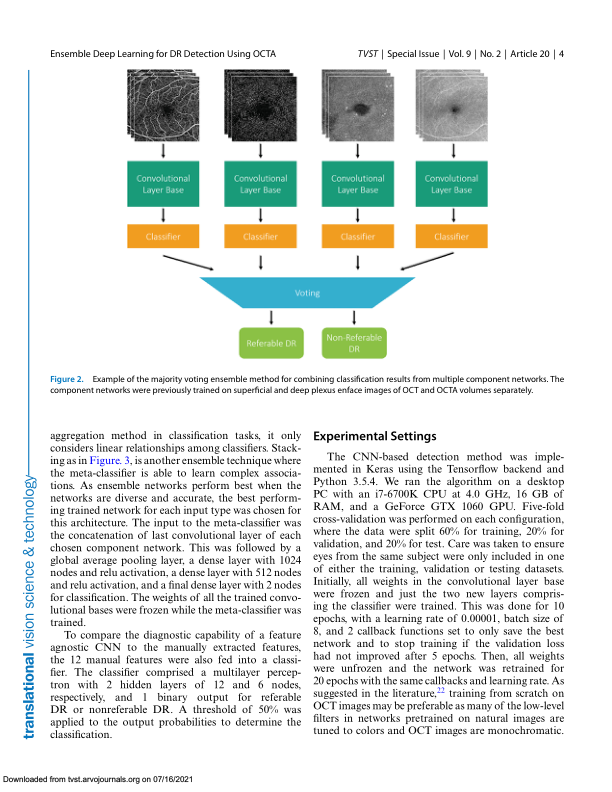 Ensemble Deep Learning for DR Detection Using OCTA
TVST | Special Issue | Vol. 9 | No. 2 | Article 20 | 4
Convolutional
Layer Base
Convolutional
Layer Base
Convolutional
Layer Base
Convolutional
Layer Base
Classifier
Classifier
Classifier
Classifier
Voting
Referable DR
Non-Referable
DR
Figure 2. Example of the majority voting ensemble method for combining classification results from multiple component networks. The
component networks were previously trained on superficial and deep plexus enface images of OCT and OCTA volumes separately.
aggregation method in classification tasks, it only
considers linear relationships among classifiers. Stack-
ing as in Figure. 3, is another ensemble technique where
the meta-classifier is able to learn complex associa-
tions. As ensemble networks perform best when the
networks are diverse and accurate, the best perform-
ing trained network for each input type was chosen for
this architecture. The input to the meta-classifier was
the concatenation of last convolutional layer of each
chosen component network. This was followed by a
global average pooling layer, a dense layer with 1024
nodes and relu activation, a dense layer with 512 nodes
and relu activation, and a final dense layer with 2 nodes
for classification. The weights of all the trained convo-
lutional bases were frozen while the meta-classifier was
trained.
To compare the diagnostic capability of a feature
agnostic CNN to the manually extracted features,
the 12 manual features were also fed into a classi-
fier. The classifier comprised a multilayer percep-
tron with 2 hidden layers of 12 and 6 nodes,
respectively, and 1 binary output for referable
DR or nonreferable DR. A threshold of 50% was
applied to the output probabilities to determine the
classification.
Experimental Settings
The CNN-based detection method was imple-
mented in Keras using the Tensorflow backend and
Python 3.5.4. We ran the algorithm on a desktop
PC with an i7-6700K CPU at 4.0 GHz, 16 GB of
RAM, and a GeForce GTX 1060 GPU. Five-fold
cross-validation was performed on each configuration,
where the data were split 60% for training, 20% for
validation, and 20% for test. Care was taken to ensure
eyes from the same subject were only included in one
of either the training, validation or testing datasets.
Initially, all weights in the convolutional layer base
were frozen and just the two new layers compris-
ing the classifier were trained. This was done for 10
epochs, with a learning rate of 0.00001, batch size of
8, and 2 callback functions set to only save the best
network and to stop training if the validation loss
had not improved after 5 epochs. Then, all weights
were unfrozen and the network was retrained for
20 epochs with the same callbacks and learning rate. As
suggested in the literature,22 training from scratch on
OCT images may be preferable as many of the low-level
filters in networks pretrained on natural images are
tuned to colors and OCT images are monochromatic.
translational vision science & technology
Downloaded from tvst.arvojournals.org on 07/16/2021